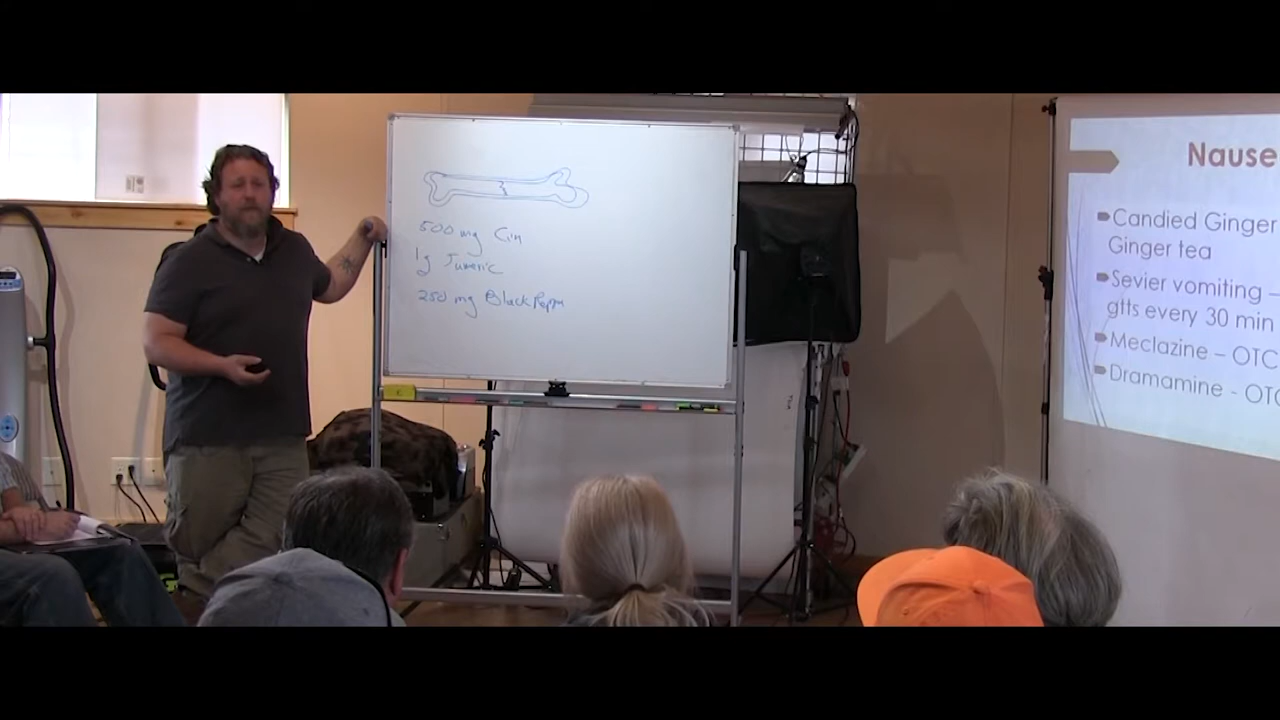 500 mg Cin
1g Tumeric
250 mg Black Pepper
Nause
Candied Ginger
Ginger tea
Sevier vomiting –
gtts every 30 min
Meclazine – OTC
Dramamine - OTC